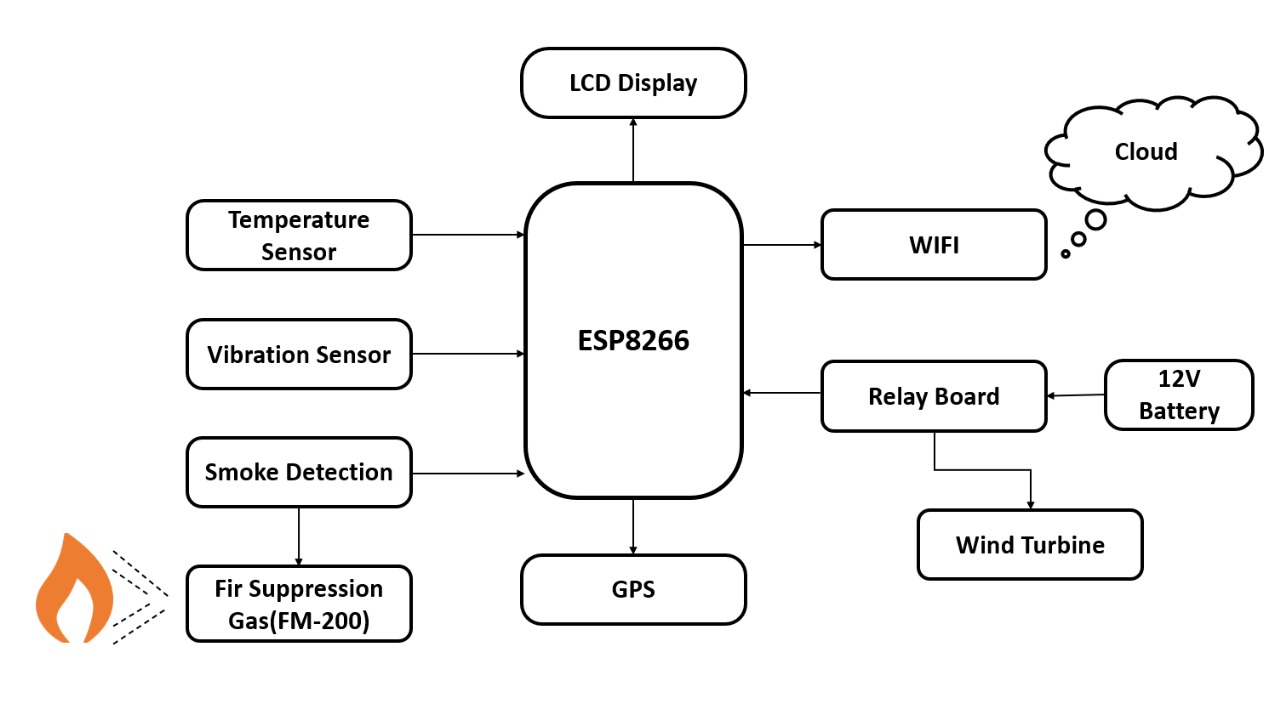 LCD Display
Cloud
Temperature
Sensor
WIFI
ESP8266
Vibration Sensor
12V
Battery
Relay Board
Smoke Detection
Wind Turbine
Fir Suppression
Gas(FM-200)
GPS